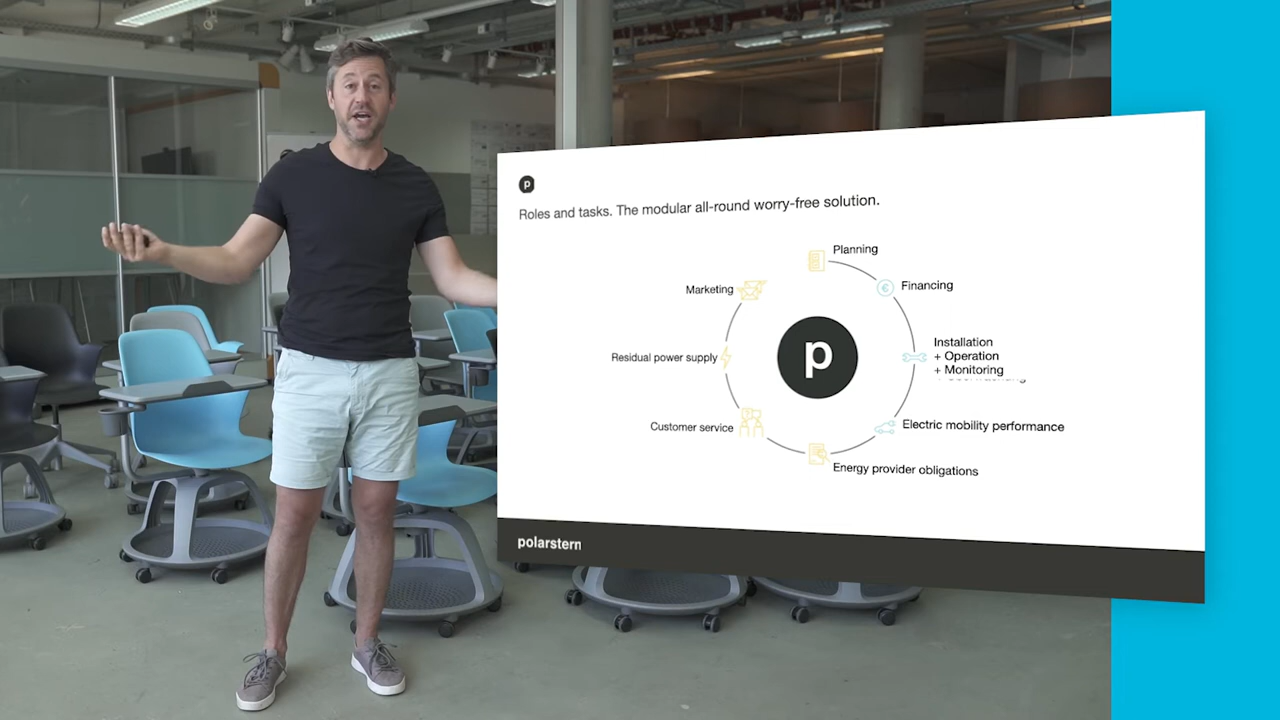 p
Roles and tasks. The modular all-round worry-free solution.
Planning
Marketing
Financing
Installation
+ Operation
+ Monitoring
Residual power supply
p
Customer service
Electric mobility performance
Energy provider obligations
polarstern